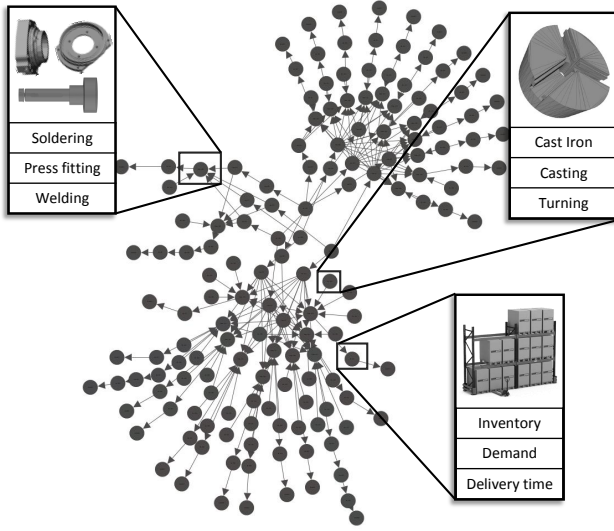 Soldering
Press fitting
Welding
Cast Iron
Casting
Turning
Inventory
Demand
Delivery time